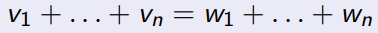 v₁ + … + vₙ = w₁ + … + wₙ